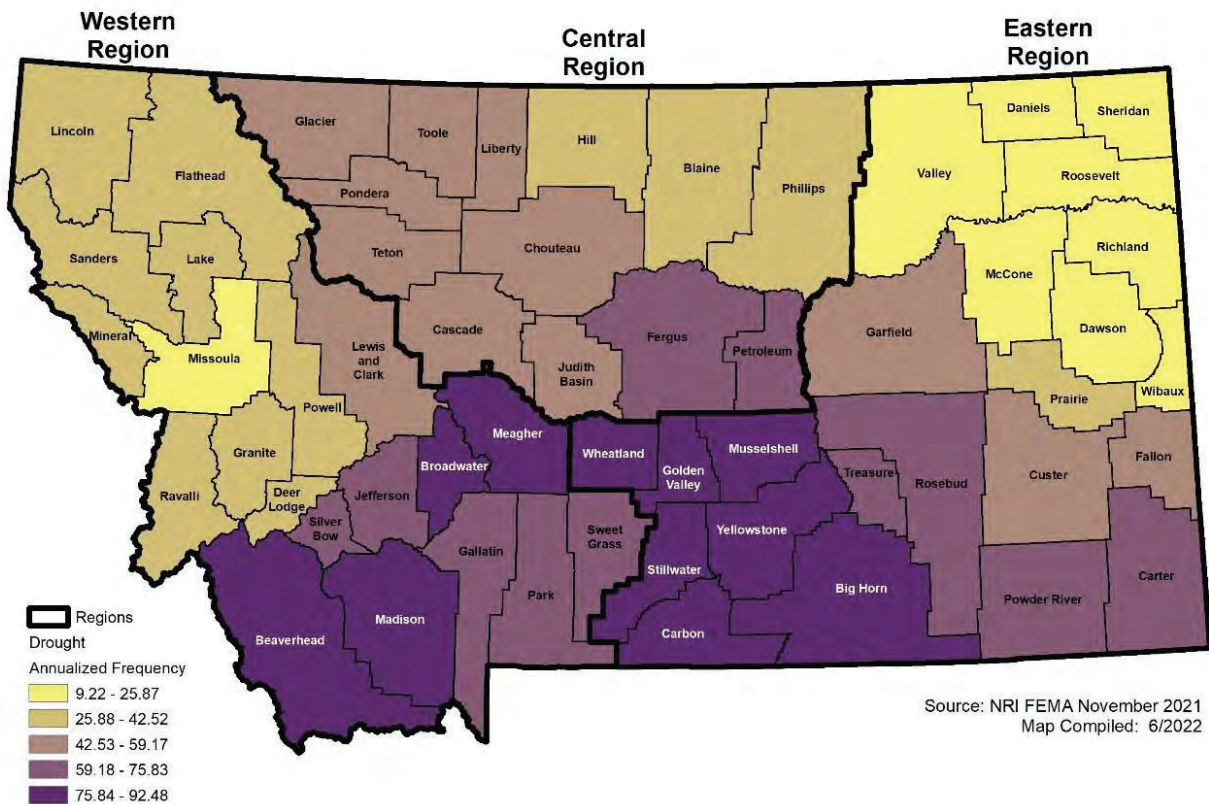 Western
Region
Central
Region
Eastern
Region
Lincoln
Flathead
Glacier
Toole
Liberty
Hill
Blaine
Phillips
Valley
Daniels
Sheridan
Roosevelt
Pondera
Teton
Chouteau
Sanders
Lake
Richland
McCone
Mineral
Missoula
Powell
Lewis
and
Clark
Cascade
Judith
Basin
Fergus
Petroleum
Garfield
Dawson
Wibaux
Prairie
Ravalli
Granite
Deer
Lodge
Silver
Bow
Jefferson
Broadwater
Meagher
Wheatland
Golden
Valley
Musselshell
Treasure
Rosebud
Custer
Fallon
Gallatin
Park
Sweet
Grass
Stillwater
Yellowstone
Big Horn
Powder River
Carter
Beaverhead
Madison
Carbon
Regions
Drought
Annualized Frequency
9.22 - 25.87
25.88 - 42.52
42.53 - 59.17
59.18 - 75.83
75.84 - 92.48
Source: NRI FEMA November 2021
Map Compiled: 6/2022